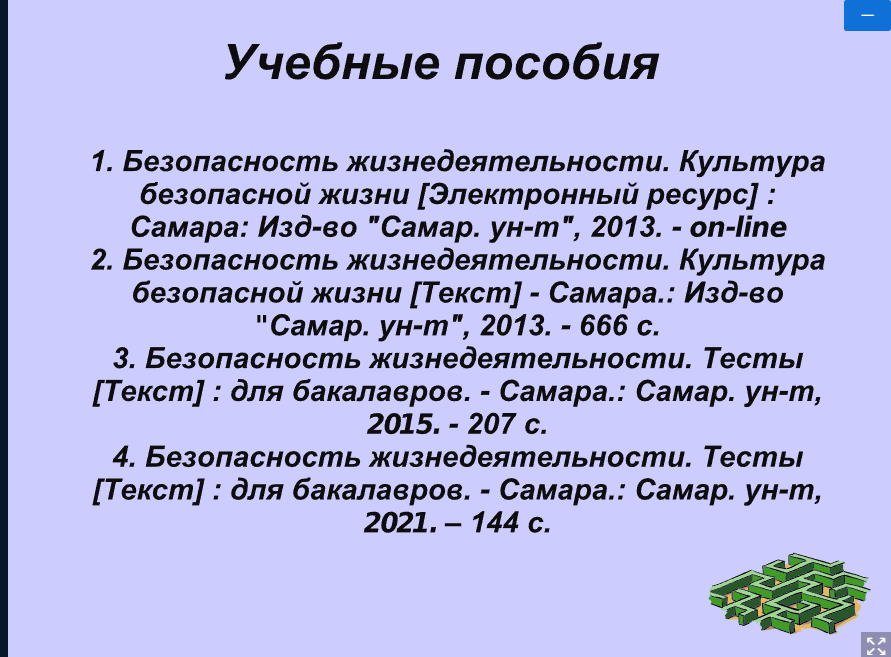 Учебные пособия
1. Безопасность жизнедеятельности. Культура
безопасной жизни [Электронный ресурс] :
Самара: Изд-во "Самар. ун-т", 2013. - on-line
2. Безопасность жизнедеятельности. Культура
безопасной жизни [Текст] - Самара.: Изд-во
"Самар. ун-т", 2013. - 666 с.
3. Безопасность жизнедеятельности. Тесты
[Текст] : для бакалавров. - Самара.: Самар. ун-т,
2015. - 207 с.
4. Безопасность жизнедеятельности. Тесты
[Текст] : для бакалавров. - Самара.: Самар. ун-т,
2021. – 144 с.